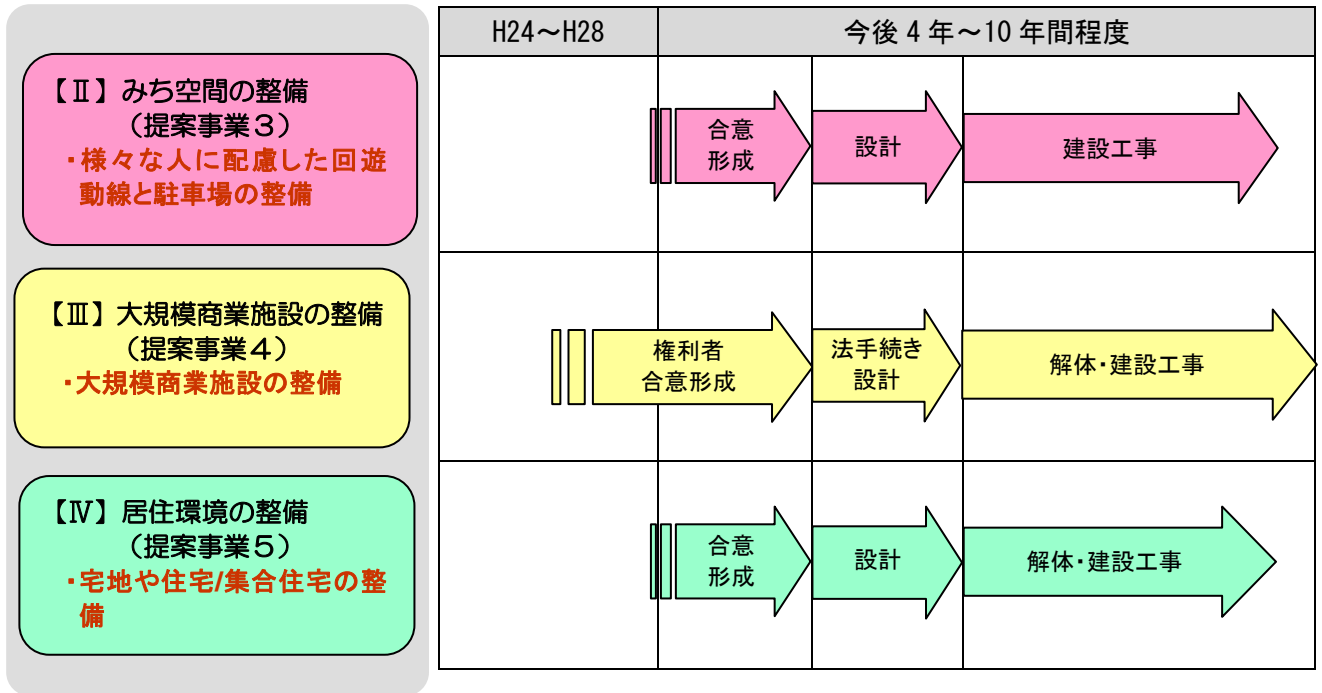 H24～H28
今後 4 年～10 年間程度
【Ⅱ】みち空間の整備
（提案事業３）
・様々な人に配慮した回遊
動線と駐車場の整備
合意
形成
設計
建設工事
【Ⅲ】大規模商業施設の整備
（提案事業４）
・大規模商業施設の整備
権利者
合意形成
法手続き
設計
解体・建設工事
【Ⅳ】居住環境の整備
（提案事業５）
・宅地や住宅/集合住宅の整
備
合意
形成
設計
解体・建設工事